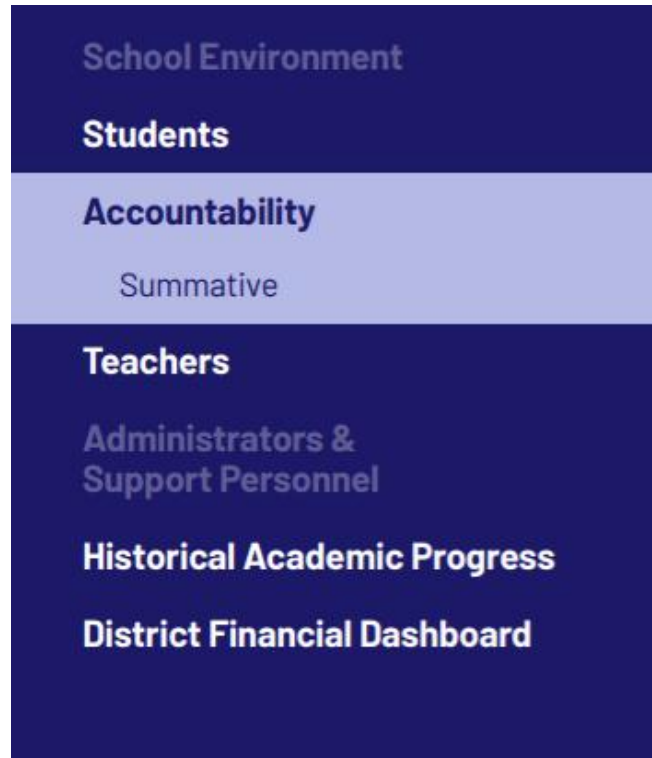 School Environment
Students
Accountability
Summative
Teachers
Administrators &
Support Personnel
Historical Academic Progress
District Financial Dashboard